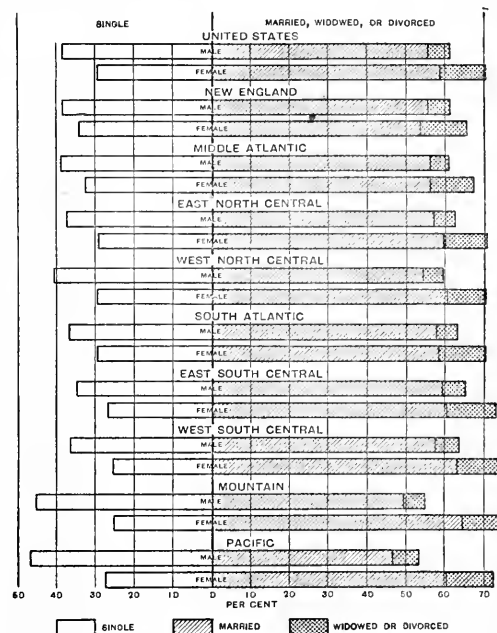 SINGLE MARRIED, WIDOWED, OR DIVORCED
UNITED STATES
MALE
FEMALE
NEW ENGLAND
MALE
FEMALE
MIDDLE ATLANTIC
MALE
FEMALE
EAST NORTH CENTRAL
MALE
FEMALE
WEST NORTH CENTRAL
MALE
FEMALE
SOUTH ATLANTIC
MALE
FEMALE
EAST SOUTH CENTRAL
MALE
FEMALE
WEST SOUTH CENTRAL
MALE
FEMALE
MOUNTAIN
MALE
FEMALE
PACIFIC
MALE
FEMALE
50 40 30 20 10 0 10 20 30 40 50 60 70
PER CENT
SINGLE MARRIED WIDOWED OR DIVORCED